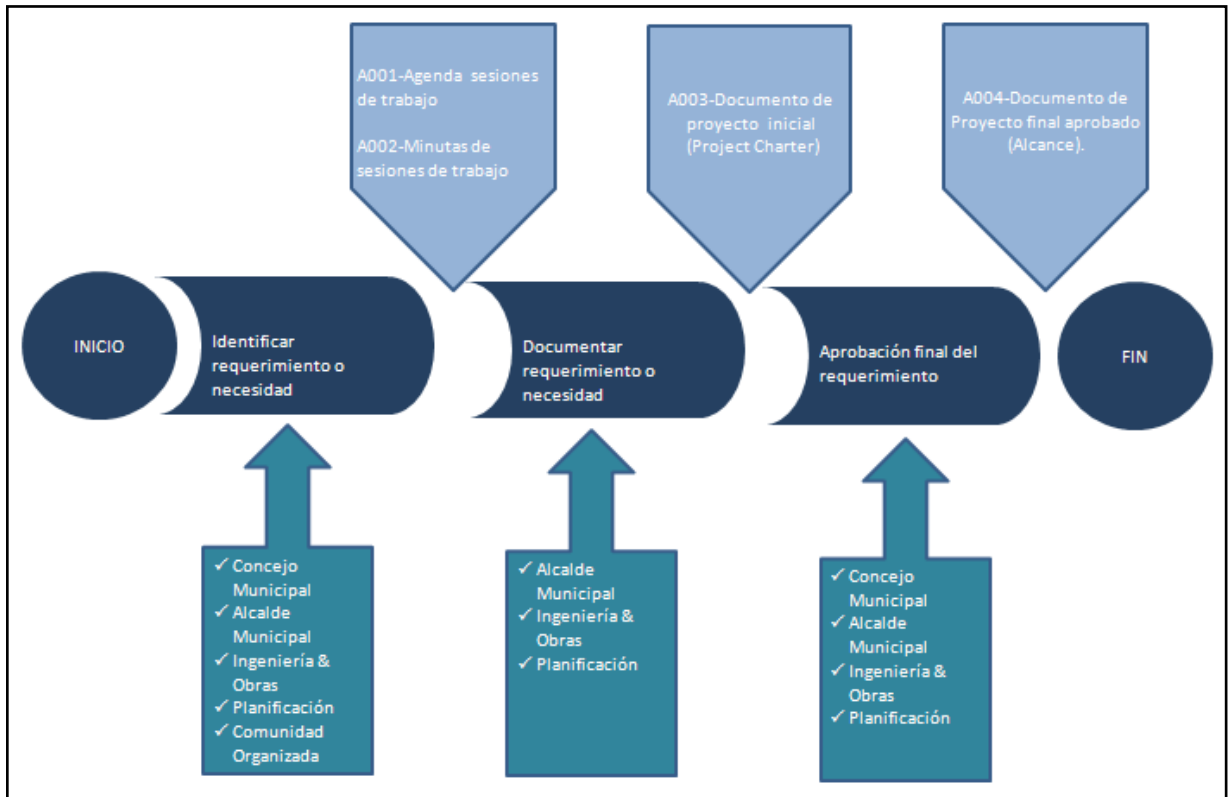 A001-Agenda sesiones
de trabajo
A002-Minutas de
sesiones de trabajo
A003-Documento de
proyecto inicial
(Project Charter)
A004-Documento de
Proyecto final aprobado
(Alcance).
INICIO
Identificar
requerimiento o
necesidad
Documentar
requerimiento o
necesidad
Aprobación final del
requerimiento
FIN
✓ Concejo
Municipal
✓ Alcalde
Municipal
✓ Ingeniería &
Obras
✓ Planificación
✓ Comunidad
Organizada
✓ Alcalde
Municipal
✓ Ingeniería &
Obras
✓ Planificación
✓ Concejo
Municipal
✓ Alcalde
Municipal
✓ Ingeniería &
Obras
✓ Planificación